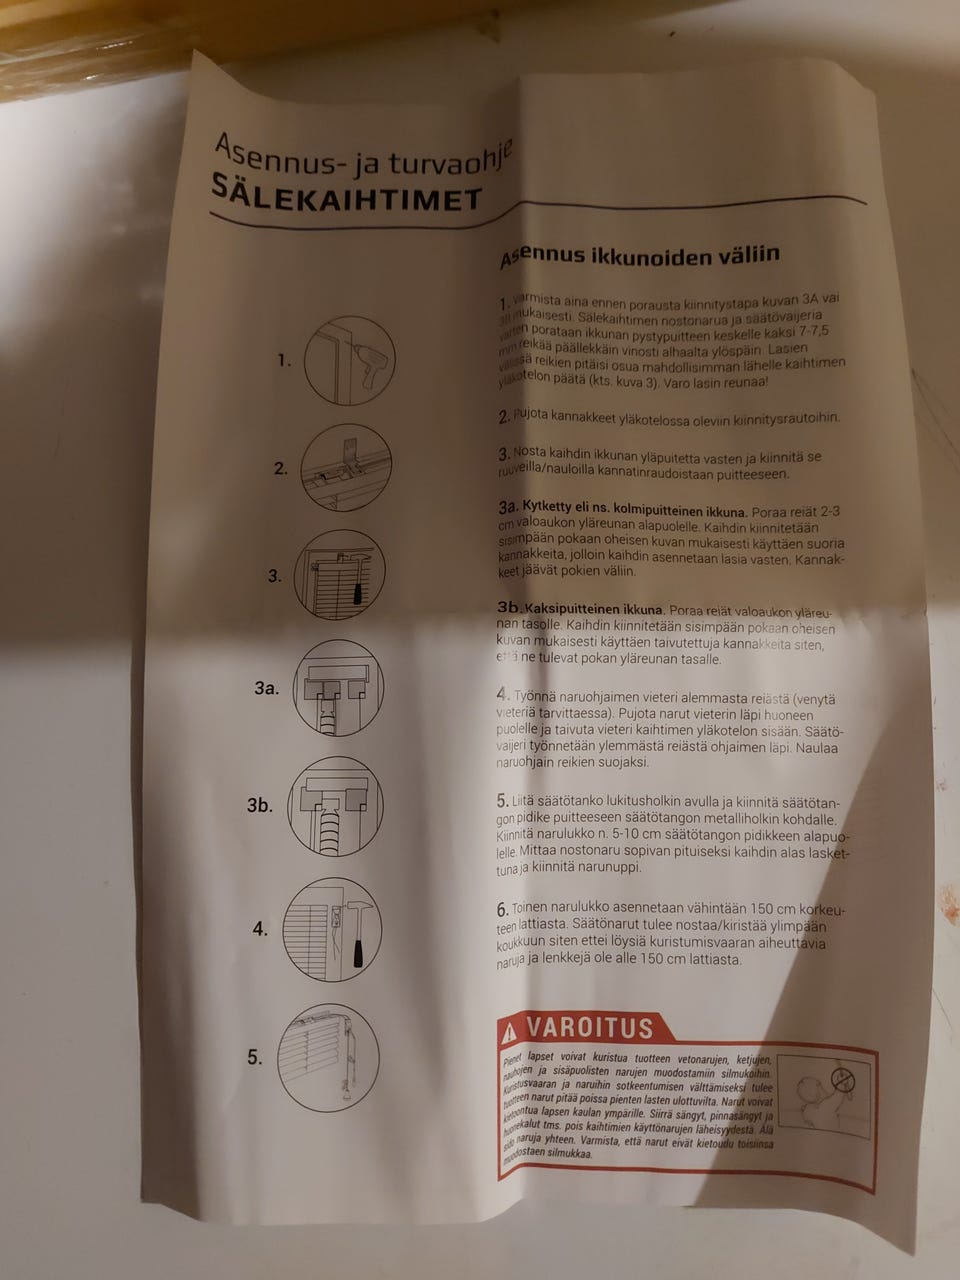 Asennus- ja turvaohje
SÄLEKAIHTIMET
Asennus ikkunoiden väliin
1. Varmista aina ennen porausta kiinnitystapa kuvan 3A vai
3B mukaisesti. Sälekaihtimen nostonarua ja säätövaijeria
varten porataan ikkunan pystypuitteen keskelle kaksi 7-7,5
mm reikää päällekkäin vinosti alhaalta ylöspäin. Lasien
välissä reikien pitäisi osua mahdollisimman lähelle kaihtimen
yläkotelon päätä (kts. kuva 3). Varo lasin reunaa!
2. Pujota kannakkeet yläkotelossa oleviin kiinnitysrautoihin.
3. Nosta kaihdin ikkunan yläpuitetta vasten ja kiinnitä se
ruuveilla/nauloilla kannatinraudoistaan puitteeseen.
3a. Kytketty eli ns. kolmipuitteinen ikkuna. Poraa reiät 2-3
cm valoaukon yläreunan alapuolelle. Kaihdin kiinnitetään
sisimpään pokaan oheisen kuvan mukaisesti käyttäen suoria
kannakkeita, jolloin kaihdin asennetaan lasia vasten. Kannak-
keet jäävät pokien väliin.
3b. Kaksipuitteinen ikkuna. Poraa reiät valoaukon yläreu-
nan tasolle. Kaihdin kiinnitetään sisimpään pokaan oheisen
kuvan mukaisesti käyttäen taivutettuja kannakkeita siten,
että ne tulevat pokan yläreunan tasalle.
4. Työnnä naruohjaimen vieteri alemmasta reiästä (venytä
vieteriä tarvittaessa). Pujota narut vieterin läpi huoneen
puolelle ja taivuta vieteri kaihtimen yläkotelon sisään. Säätö-
vaijeri työnnetään ylemmästä reiästä ohjaimen läpi. Naulaa
naruohjain reikien suojaksi.
5. Liitä säätötanko lukitusholkin avulla ja kiinnitä säätötan-
gon pidike puitteeseen säätötangon metalliholkin kohdalle.
Kiinnitä narulukko n. 5-10 cm säätötangon pidikkeen alapuo-
lelle. Mittaa nostonaru sopivan pituiseksi kaihdin alas lasket-
tuna ja kiinnitä narunuppi.
6. Toinen narulukko asennetaan vähintään 150 cm korkeu-
teen lattiasta. Säätönarut tulee nostaa/kiristää ylimpään
koukkuun siten ettei löysiä kuristumisvaaran aiheuttavia
naruja ja lenkkejä ole alle 150 cm lattiasta.
VAROITUS
Pienet lapset voivat kuristua tuotteen vetonarujen, ketjujen,
nauhojen ja sisäpuolisten narujen muodostamiin silmukoihin.
Kuristusvaaran ja naruihin sotkeentumisen välttämiseksi tulee
tuotteen narut pitää poissa pienten lasten ulottuvilta. Narut voivat
kietoontua lapsen kaulan ympärille. Siirrä sängyt, pinnasängyt ja
huonekalut tms. pois kaihtimien käyttönarujen läheisyydestä. Älä
sido naruja yhteen. Varmista, että narut eivät kietoudu toisiinsa
muodostaen silmukkaa.
1.
2.
3.
3a.
3b.
4.
5.